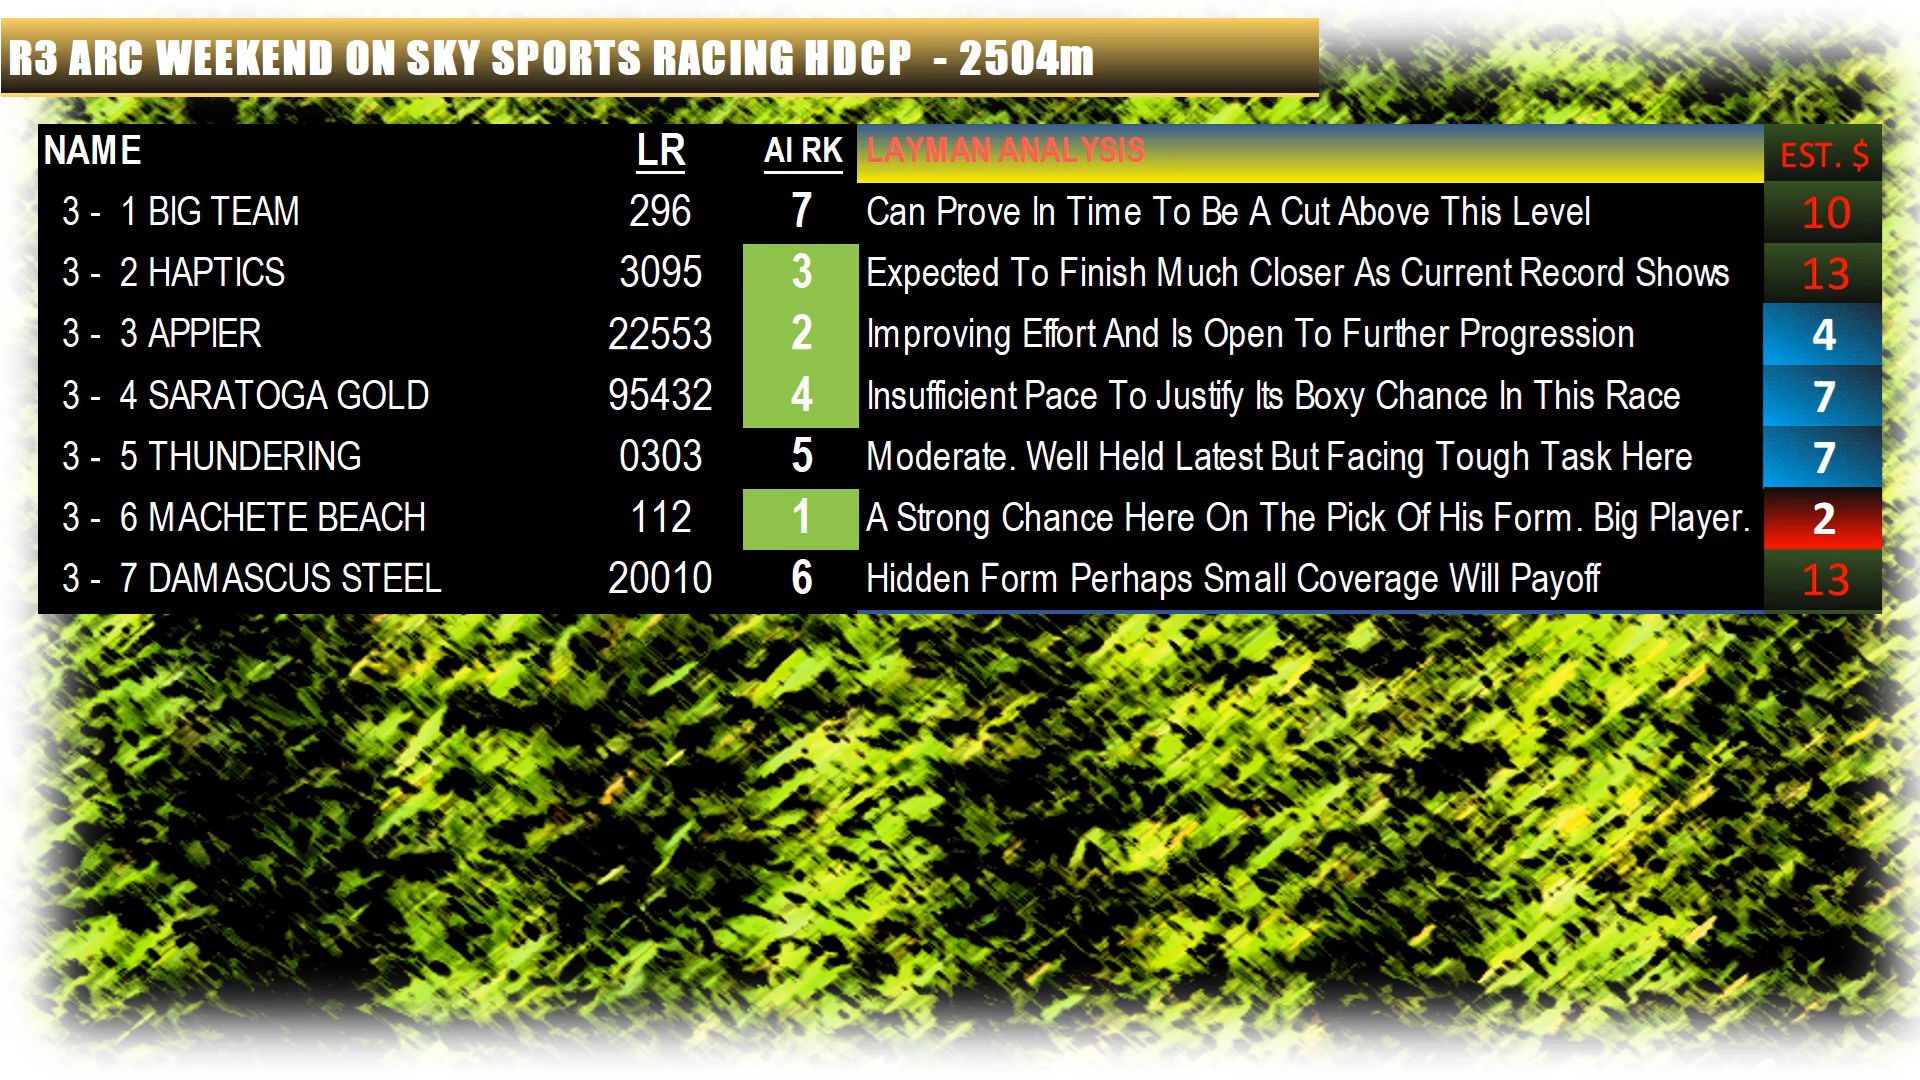 R3 ARC WEEKEND ON SKY SPORTS RACING HDCP - 2504m
NAME LR AI RK LAYMAN ANALYSIS EST. $
3 - 1 BIG TEAM 296 7 Can Prove In Time To Be A Cut Above This Level 10
3 - 2 HAPTICS 3095 3 Expected To Finish Much Closer As Current Record Shows 13
3 - 3 APPIER 22553 2 Improving Effort And Is Open To Further Progression 4
3 - 4 SARATOGA GOLD 95432 4 Insufficient Pace To Justify Its Boxy Chance In This Race 7
3 - 5 THUNDERING 0303 5 Moderate. Well Held Latest But Facing Tough Task Here 7
3 - 6 MACHETE BEACH 112 1 A Strong Chance Here On The Pick Of His Form. Big Player. 2
3 - 7 DAMASCUS STEEL 20010 6 Hidden Form Perhaps Small Coverage Will Payoff 13